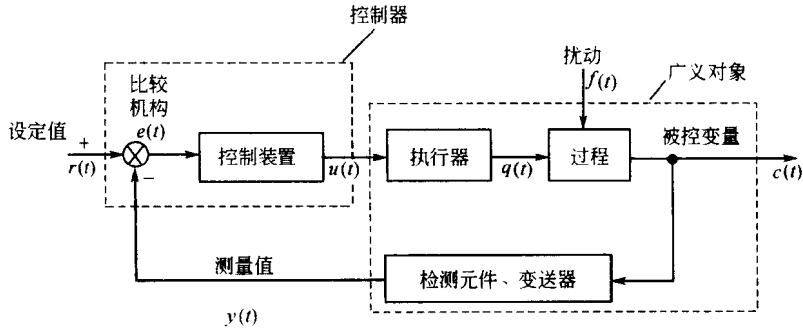 控制器
扰动
f(t)
广义对象
比较
机构
e(t)
设定值
+
r(t)
−
控制装置
u(t)
执行器
q(t)
过程
被控变量
c(t)
测量值
检测元件、变送器
y(t)